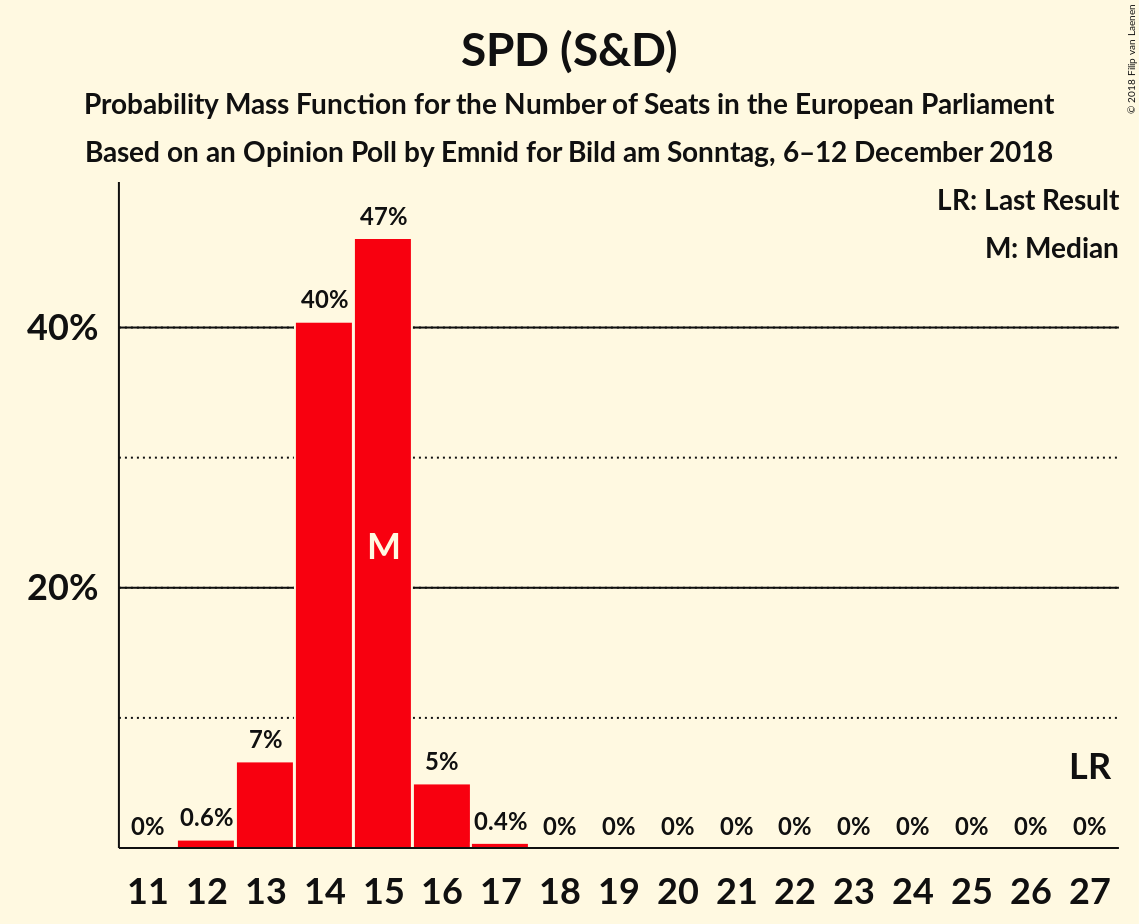 SPD (S&D)
Probability Mass Function for the Number of Seats in the European Parliament
Based on an Opinion Poll by Emnid for Bild am Sonntag, 6–12 December 2018
© 2018 Filip van Laenen
LR: Last Result
M: Median
47%
40%
40%
M
20%
7%
5%
LR
0% 0.6% 0.4% 0% 0% 0% 0% 0% 0% 0% 0% 0% 0%
11 12 13 14 15 16 17 18 19 20 21 22 23 24 25 26 27